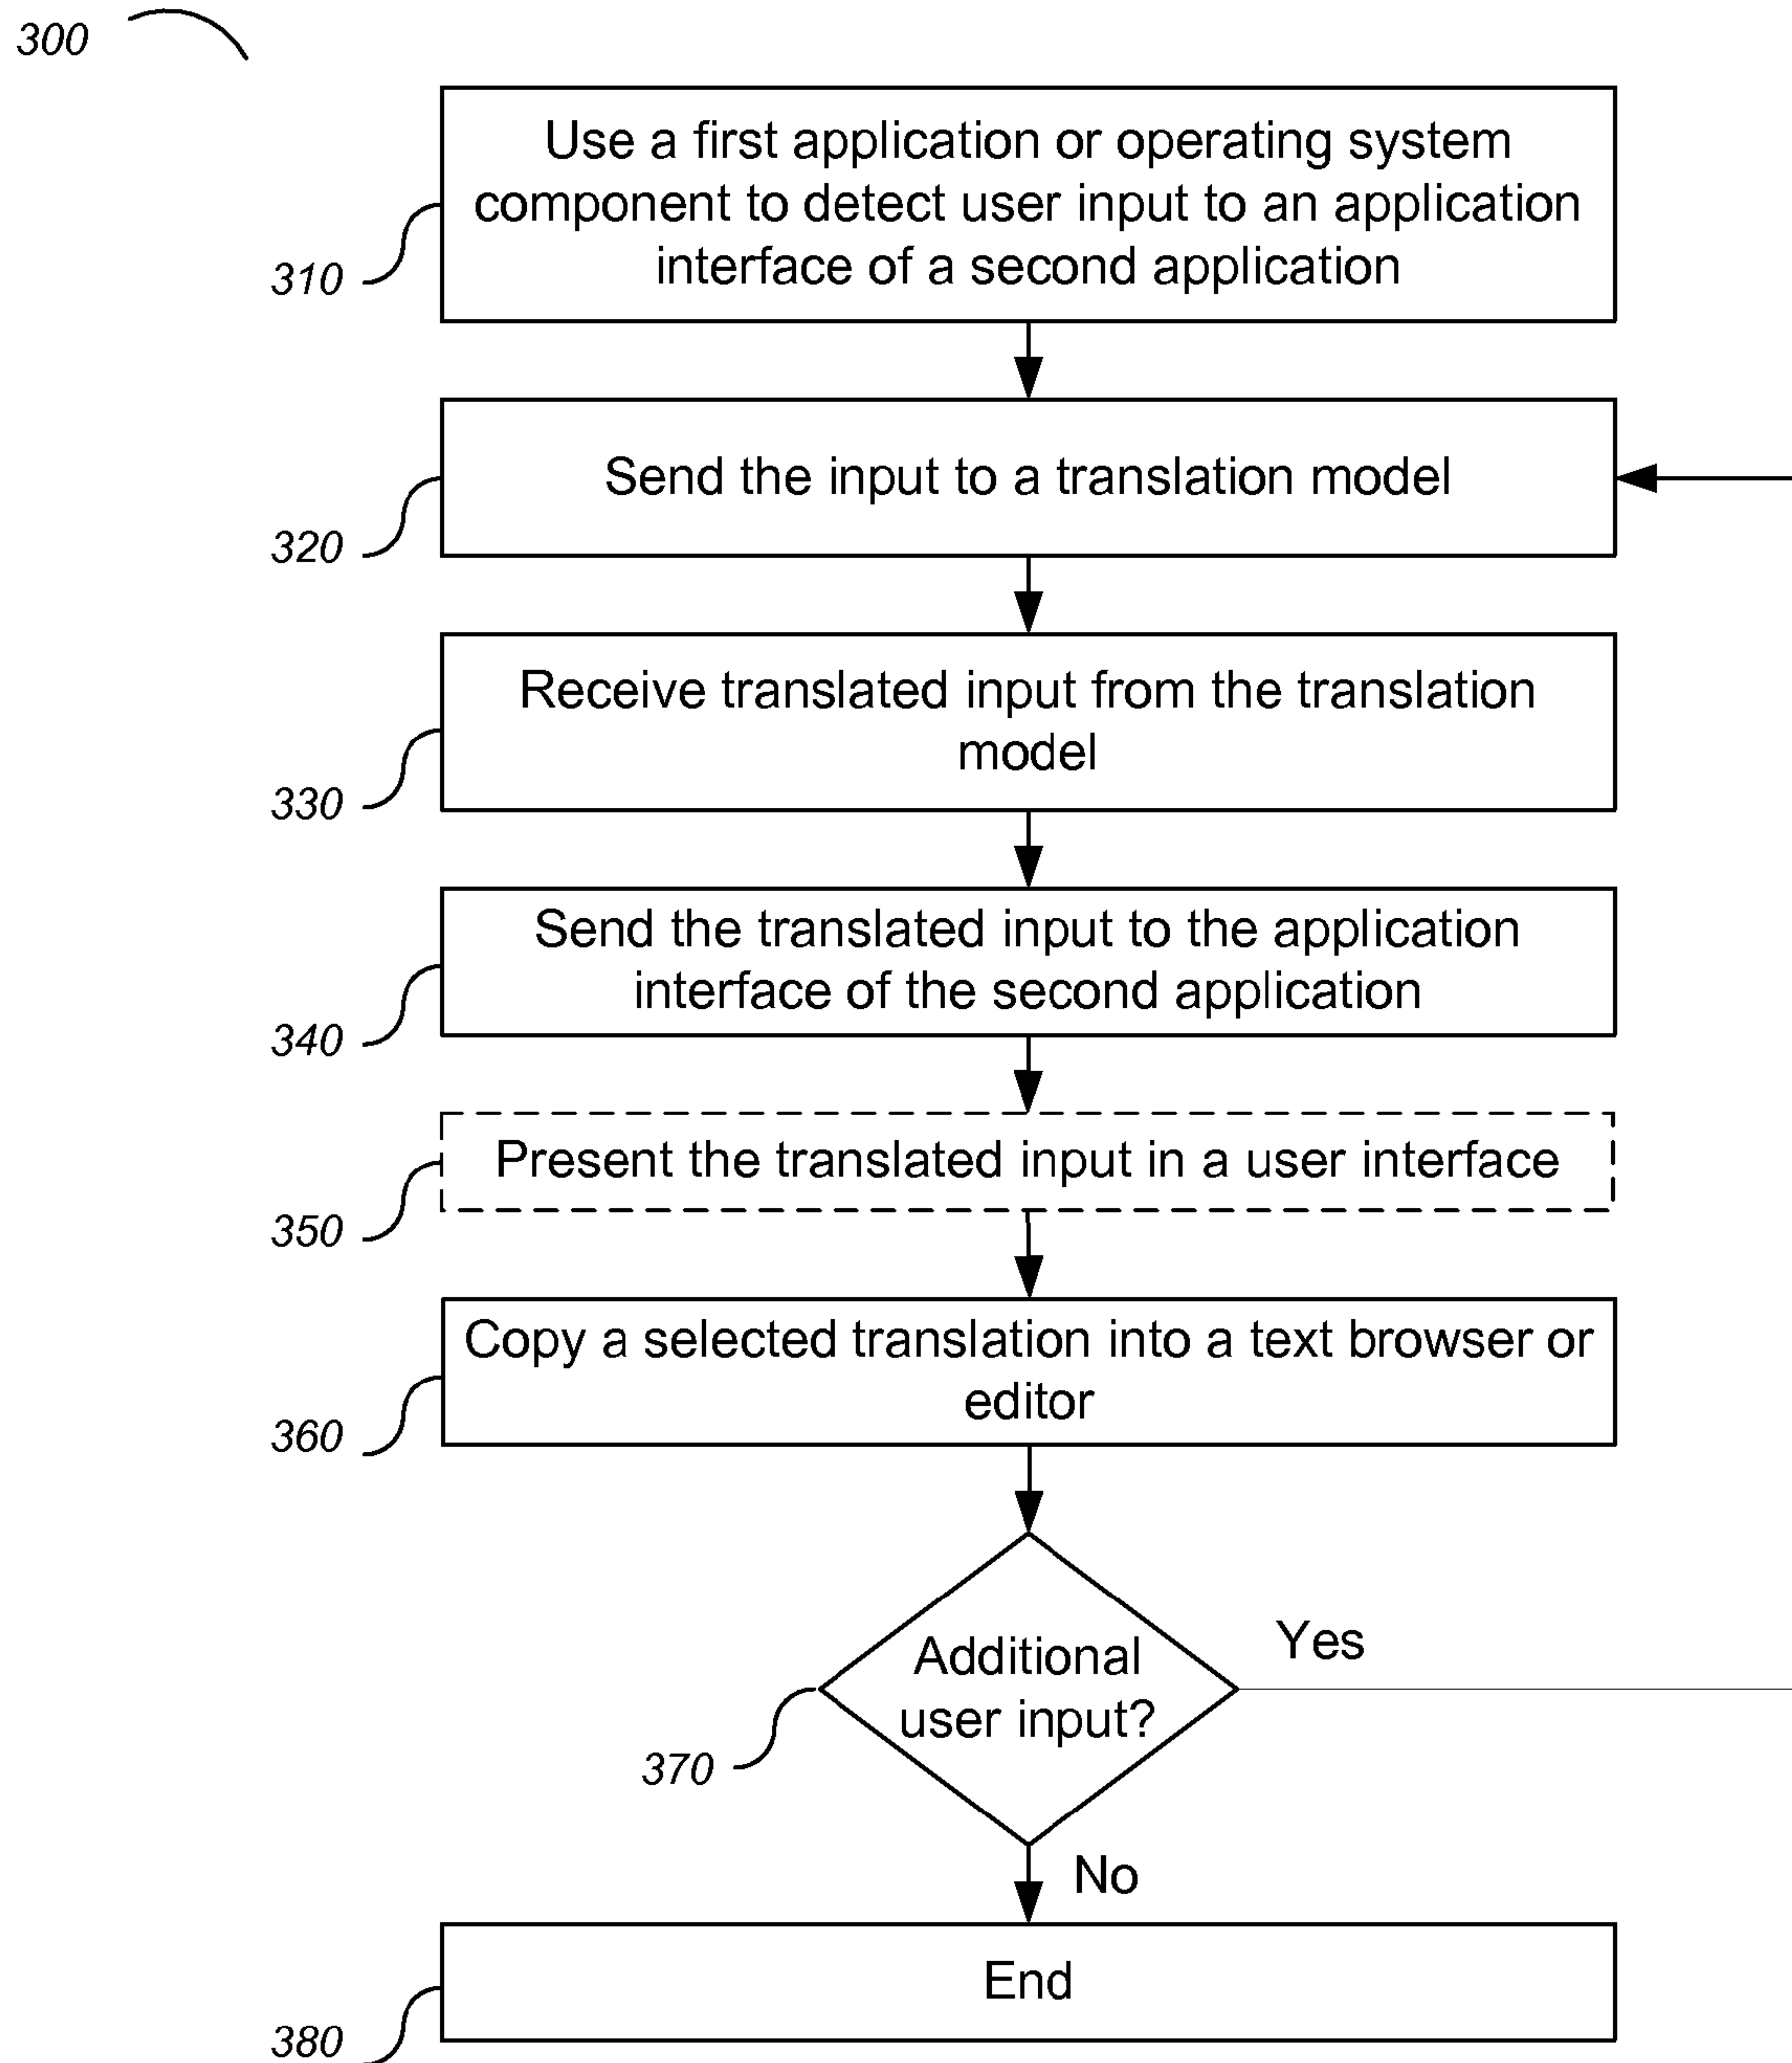 300
Use a first application or operating system
component to detect user input to an application
interface of a second application
310
Send the input to a translation model
320
Receive translated input from the translation
model
330
Send the translated input to the application
interface of the second application
340
Present the translated input in a user interface
350
Copy a selected translation into a text browser or
editor
360
Additional
user input?
Yes
370
No
End
380